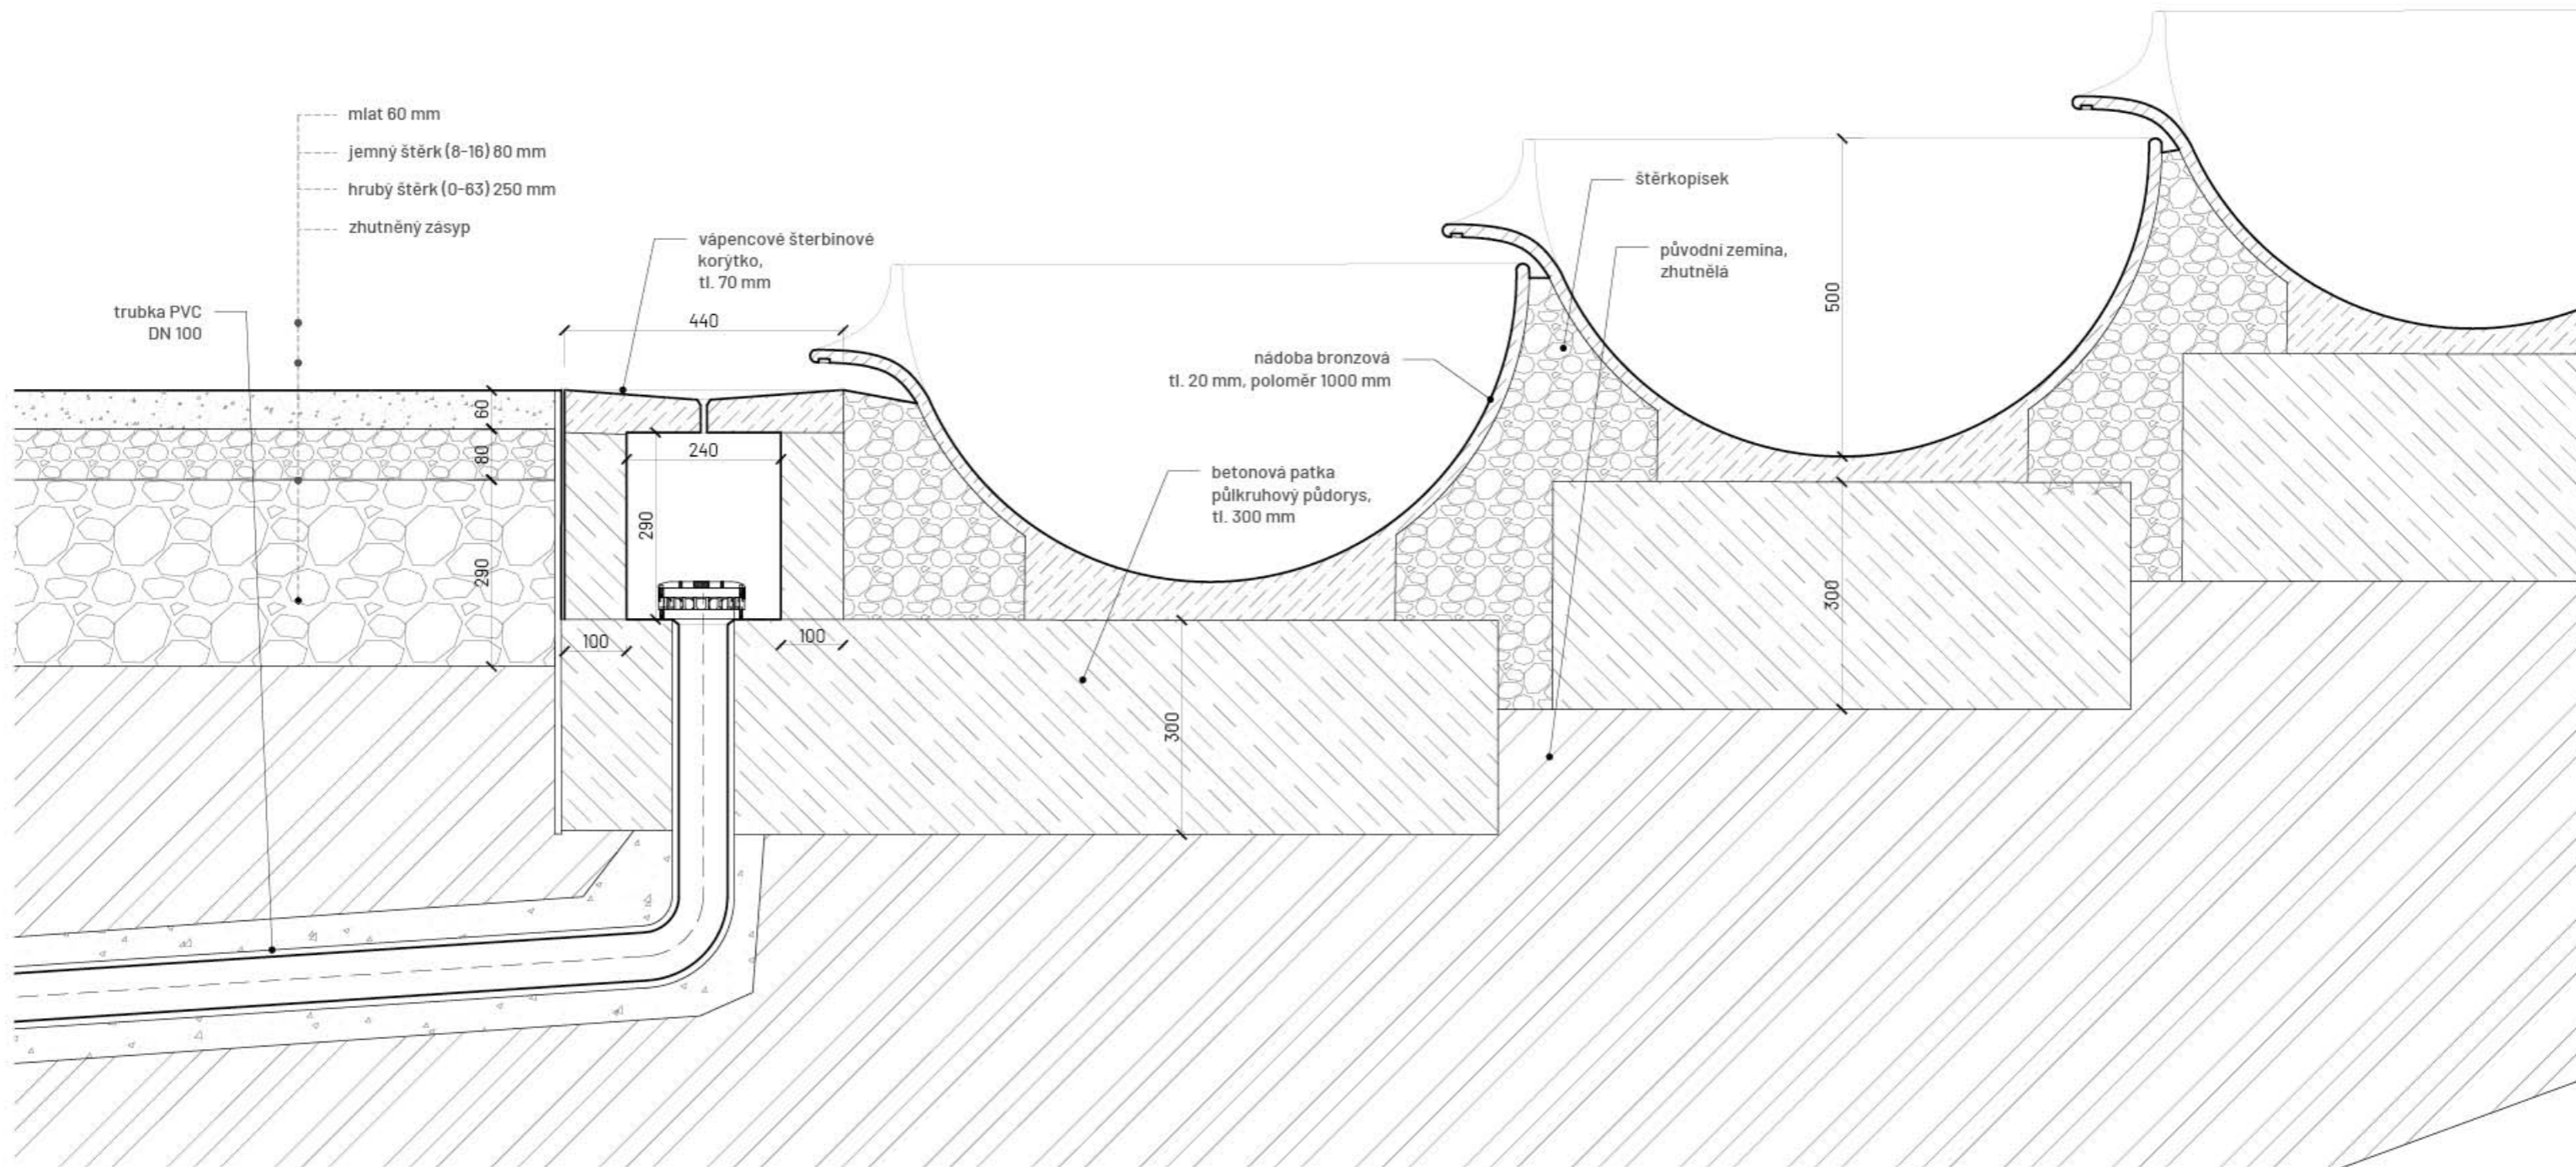 mlat 60 mm
jemný štěrk (8-16) 80 mm
hrubý štěrk (0-63) 250 mm
zhutněný zásyp
trubka PVC
DN 100
vápencové šterbinové
korýtko,
tl. 70 mm
440
60
80
290
240
290
100
100
nádoba bronzová
tl. 20 mm, poloměr 1000 mm
betonová patka
půlkruhový půdorys,
tl. 300 mm
300
štěrkopísek
původní zemina,
zhutnělá
500
300